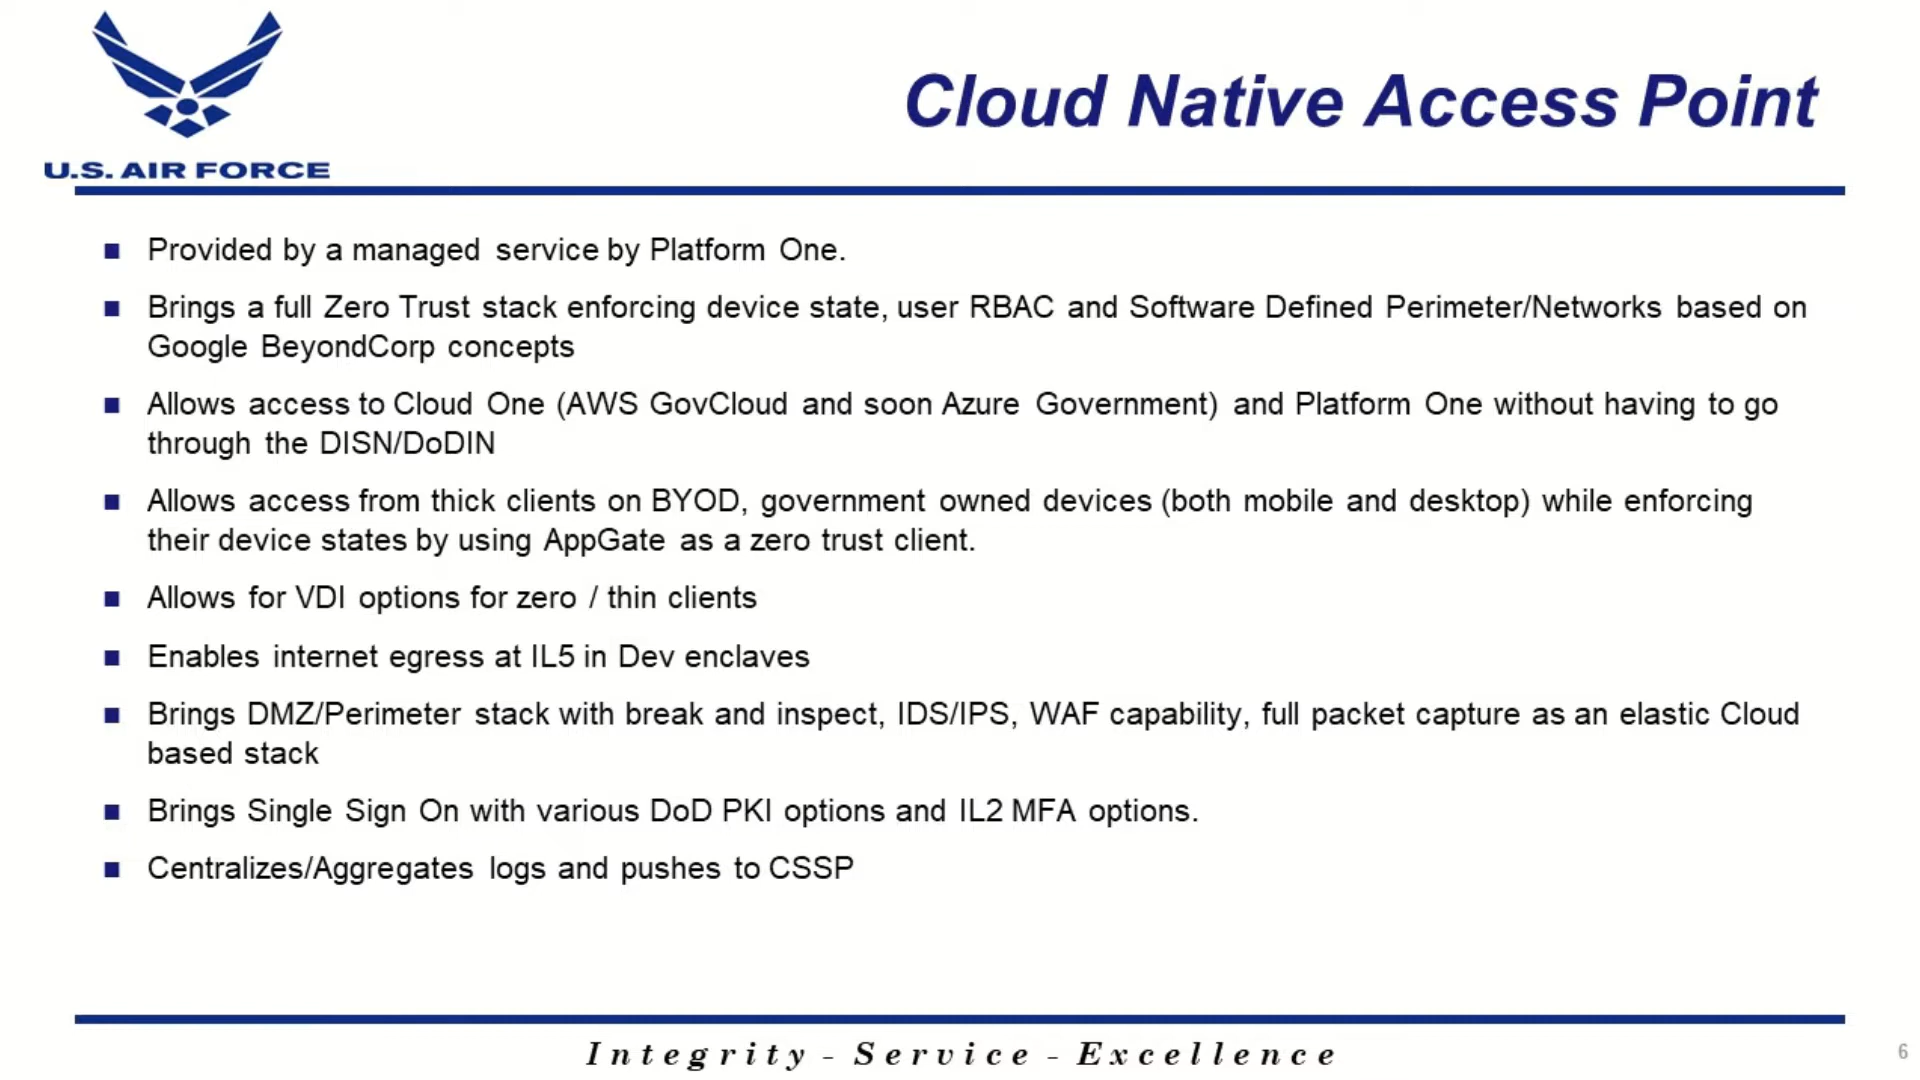 U.S. AIR FORCE
Cloud Native Access Point
Provided by a managed service by Platform One.
Brings a full Zero Trust stack enforcing device state, user RBAC and Software Defined Perimeter/Networks based on
Google BeyondCorp concepts
Allows access to Cloud One (AWS GovCloud and soon Azure Government) and Platform One without having to go
through the DISN/DoDIN
Allows access from thick clients on BYOD, government owned devices (both mobile and desktop) while enforcing
their device states by using AppGate as a zero trust client.
Allows for VDI options for zero / thin clients
Enables internet egress at IL5 in Dev enclaves
Brings DMZ/Perimeter stack with break and inspect, IDS/IPS, WAF capability, full packet capture as an elastic Cloud
based stack
Brings Single Sign On with various DoD PKI options and IL2 MFA options.
Centralizes/Aggregates logs and pushes to CSSP
Integrity - Service - Excellence
6